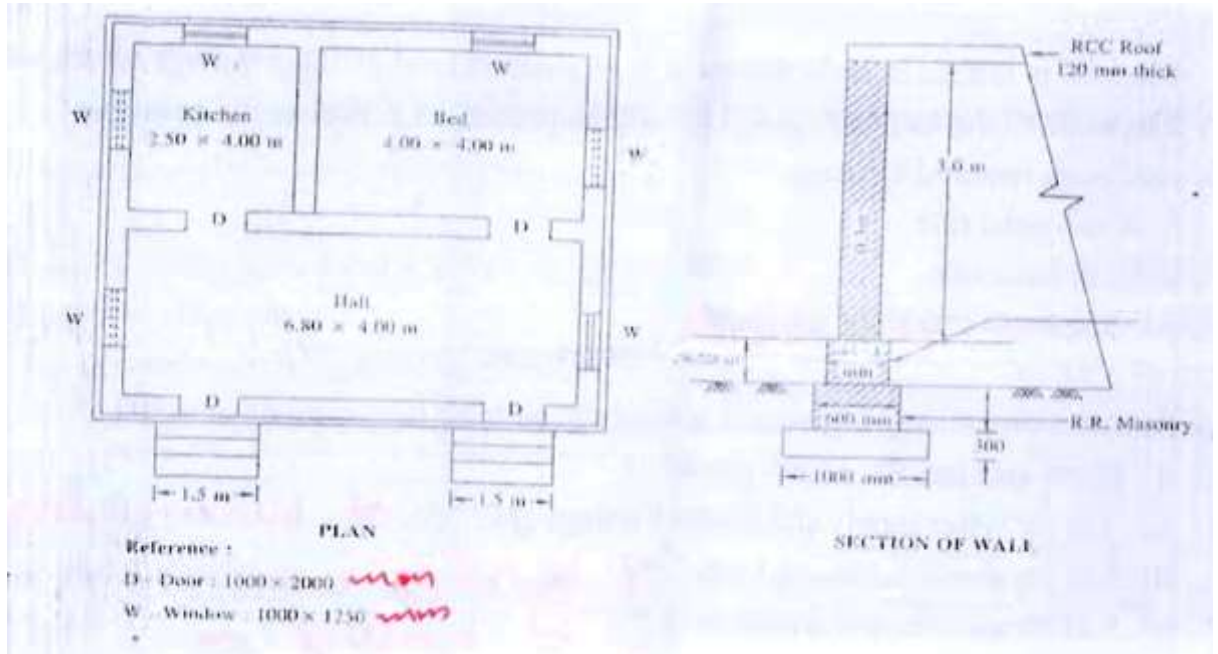 W
W
W
Kitchen
2.50 × 4.00 m
Bed
4.00 × 4.00 m
W
D
D
W
Hall
6.80 × 4.00 m
W
D
D
1.5 m
1.5 m
PLAN
Reference :
D - Door : 1000 × 2000
W - Window : 1000 × 1250
RCC Roof
120 mm thick
3.6 m
mm
600 mm
R.R. Masonry
300
1000 mm
SECTION OF WALL